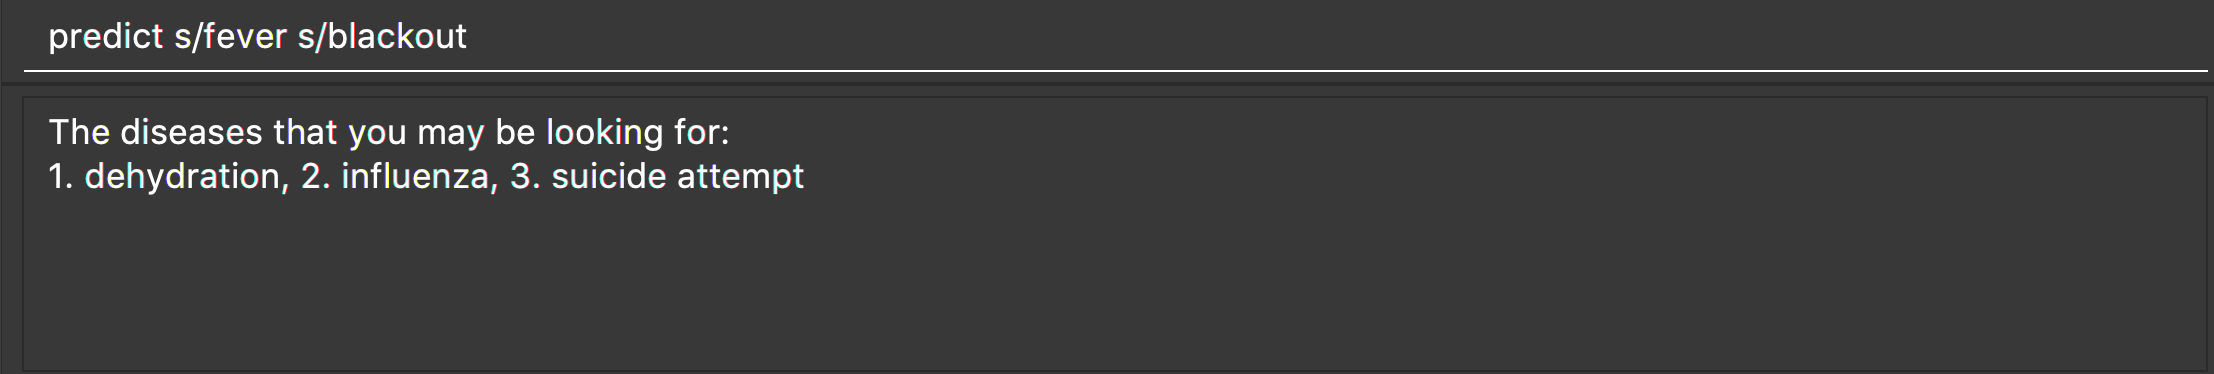 predict s/fever s/blackout
The diseases that you may be looking for:
1. dehydration, 2. influenza, 3. suicide attempt